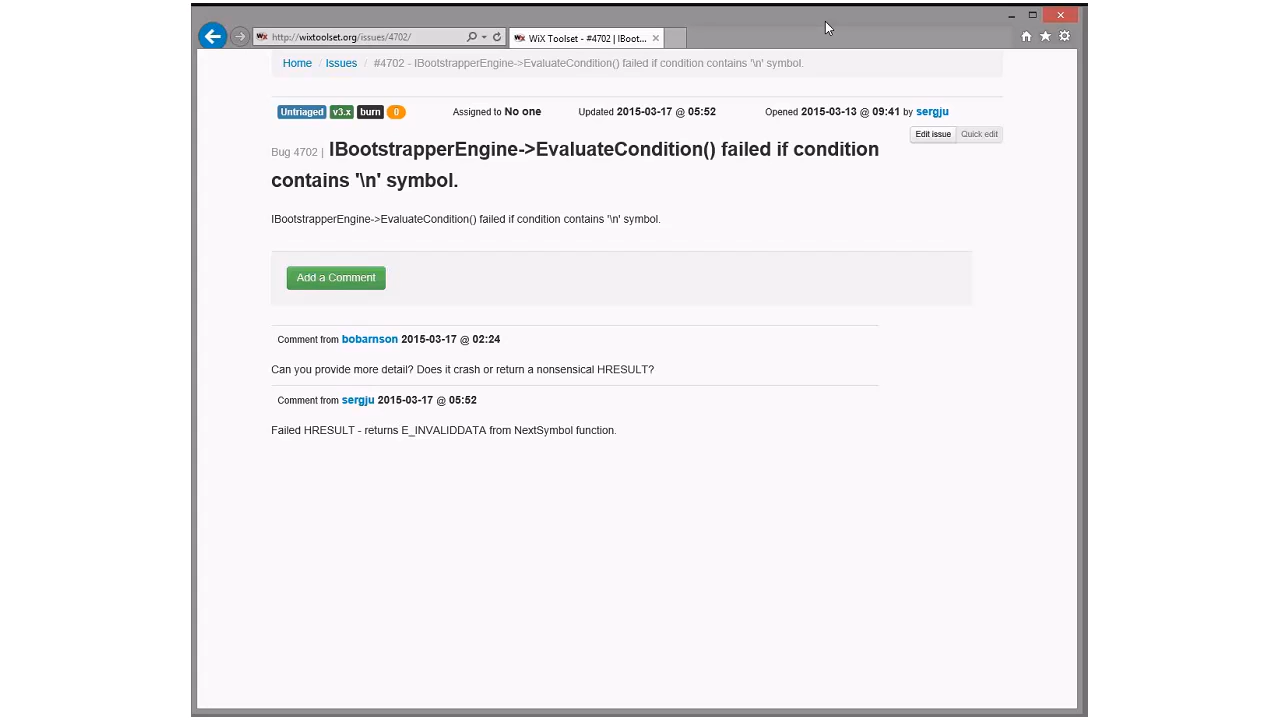 http://wixtoolset.org/issues/4702/
WiX Toolset - #4702 | IBoot...
Home / Issues / #4702 - IBootstrapperEngine->EvaluateCondition() failed if condition contains '\n' symbol.
Untriaged v3.x burn 0 Assigned to No one Updated 2015-03-17 @ 05:52 Opened 2015-03-13 @ 09:41 by sergju
Edit issue Quick edit
Bug 4702 | IBootstrapperEngine->EvaluateCondition() failed if condition
contains '\n' symbol.
IBootstrapperEngine->EvaluateCondition() failed if condition contains '\n' symbol.
Add a Comment
Comment from bobarnson 2015-03-17 @ 02:24
Can you provide more detail? Does it crash or return a nonsensical HRESULT?
Comment from sergju 2015-03-17 @ 05:52
Failed HRESULT - returns E_INVALIDDATA from NextSymbol function.